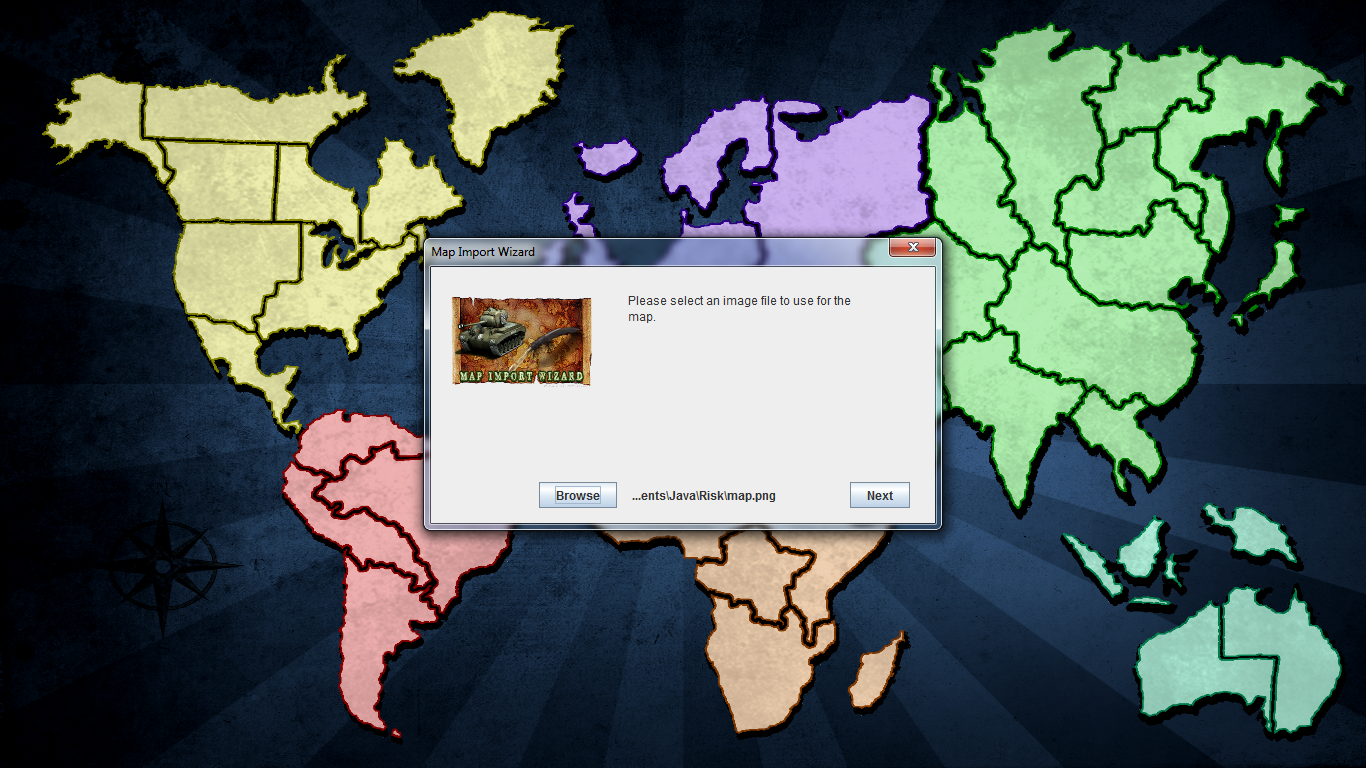 Map Import Wizard
Please select an image file to use for the
map.
MAP IMPORT WIZARD
Browse
...ents\Java\Risk\map.png
Next